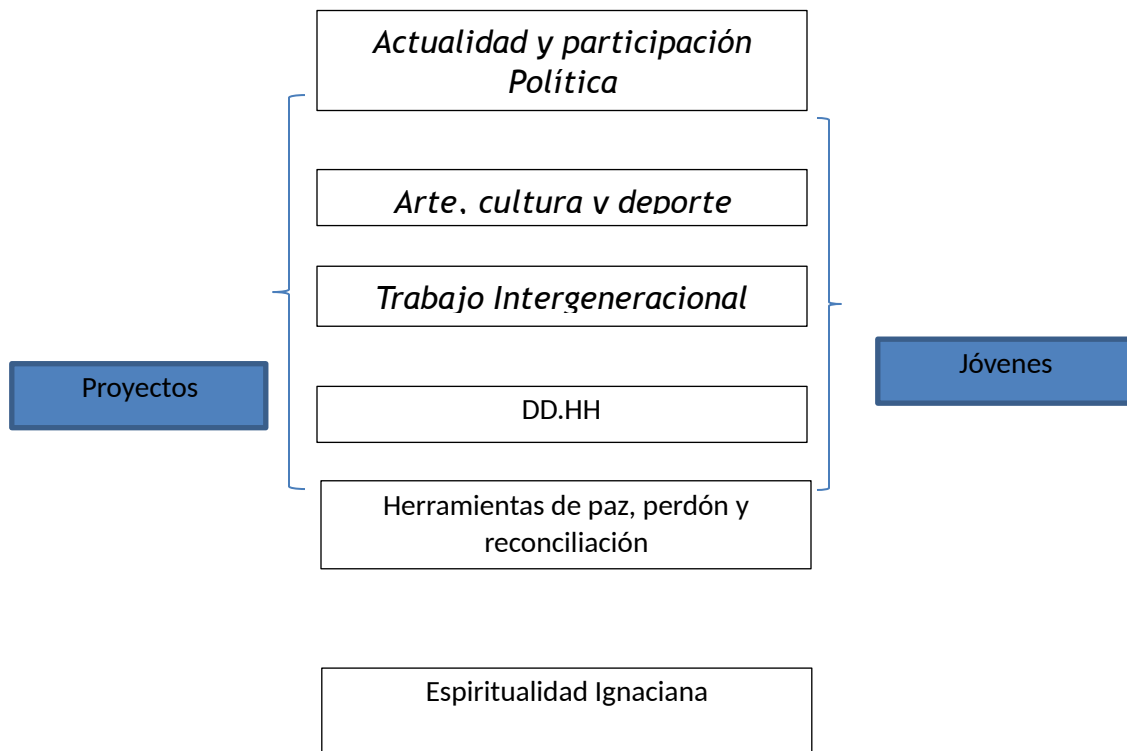 Actualidad y participación
Política
Arte, cultura y deporte
Trabajo Intergeneracional
Proyectos
Jóvenes
DD.HH
Herramientas de paz, perdón y
reconciliación
Espiritualidad Ignaciana